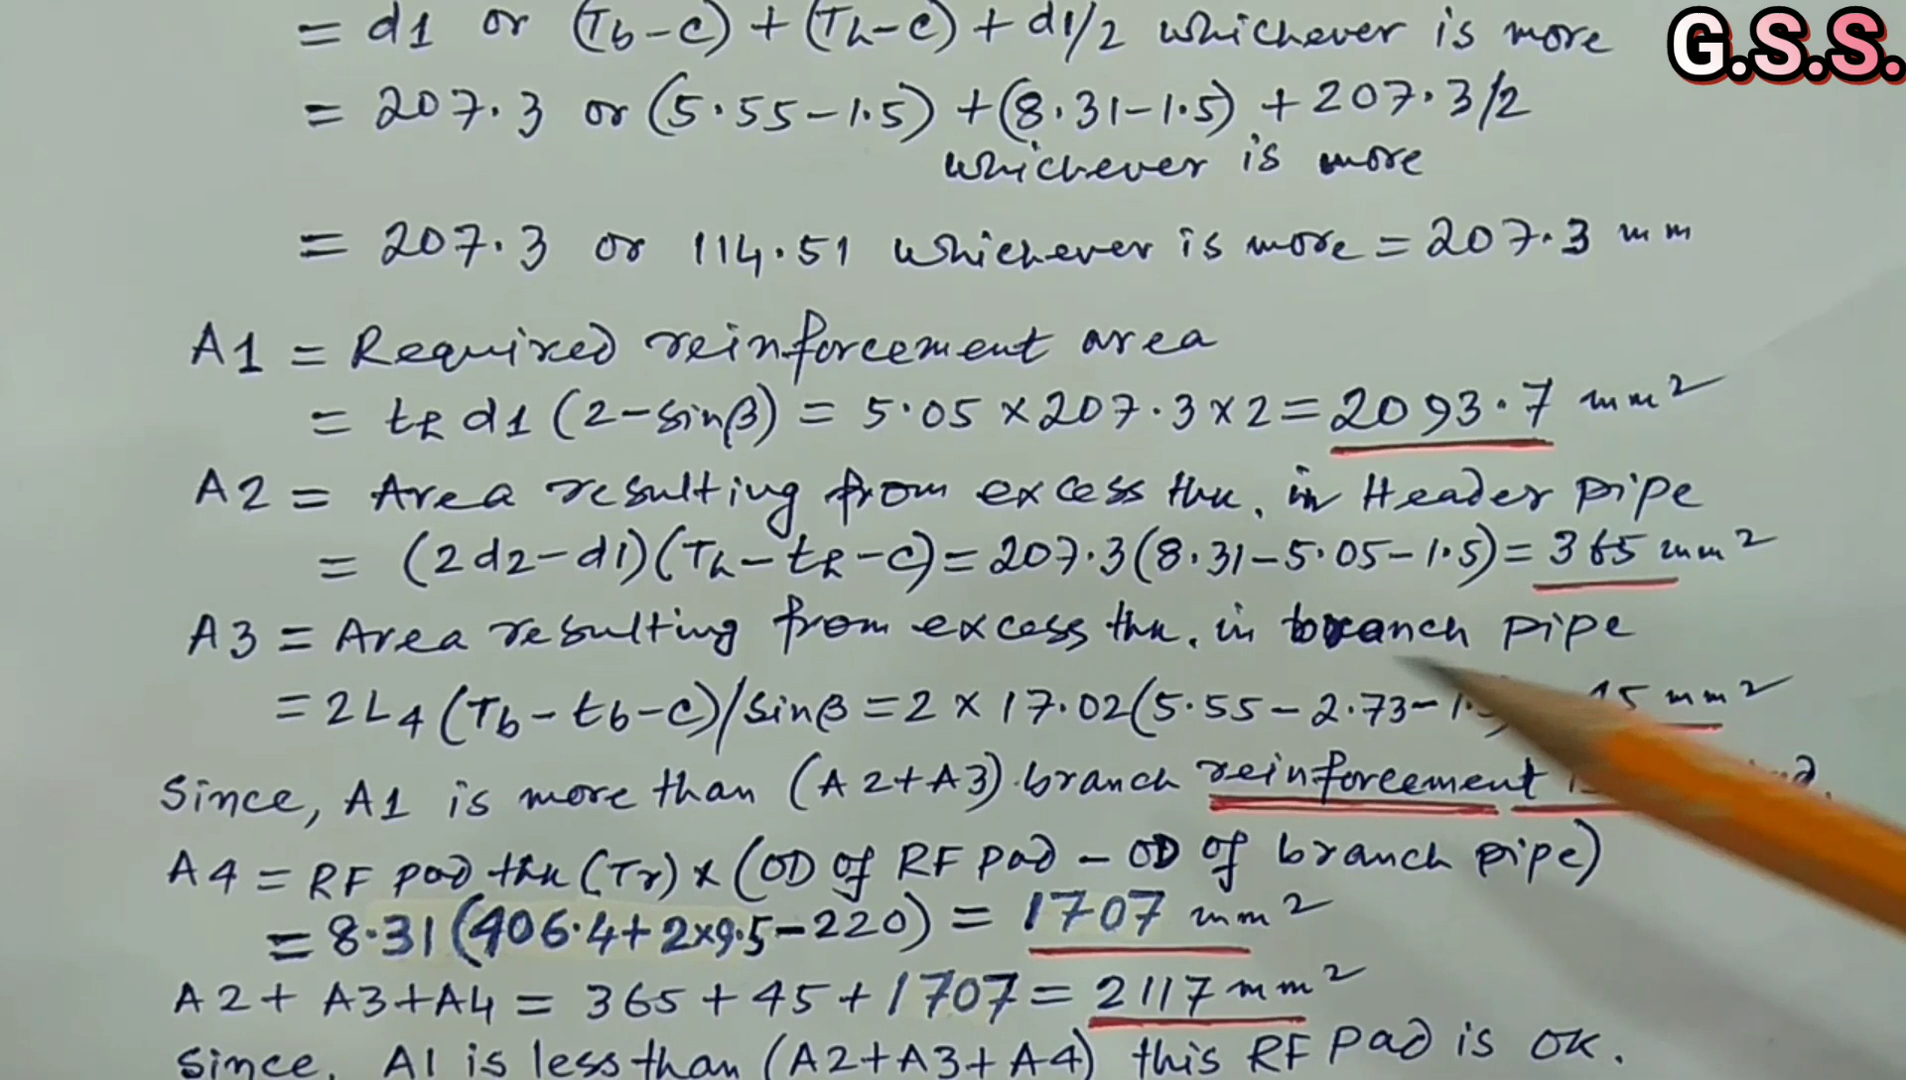 = d1 or (Tb-c) + (Th-c) + d1/2 whichever is more
G.S.S.
= 207.3 or (5.55-1.5) + (8.31-1.5) + 207.3/2
whichever is more
= 207.3 or 114.51 whichever is more = 207.3 mm
A1 = Required reinforcement area
= th d1 (2-sinβ) = 5.05 × 207.3 × 2 = 2093.7 mm²
A2 = Area resulting from excess thk. in Header pipe
= (2d2-d1)(Th-th-c) = 207.3(8.31-5.05-1.5) = 365 mm²
A3 = Area resulting from excess thk. in branch pipe
= 2L4 (Tb-tb-c)/sinβ = 2 × 17.02(5.55-2.73-1. 45 mm²
Since, A1 is more than (A2+A3) branch reinforcement
A4 = RF pad thk (Tr) × (OD of RF pad - OD of branch pipe)
= 8.31(406.4+2×9.5-220) = 1707 mm²
A2+ A3+A4 = 365+45+1707 = 2117 mm²
Since, A1 is less than (A2+A3+A4) this RF pad is OK.